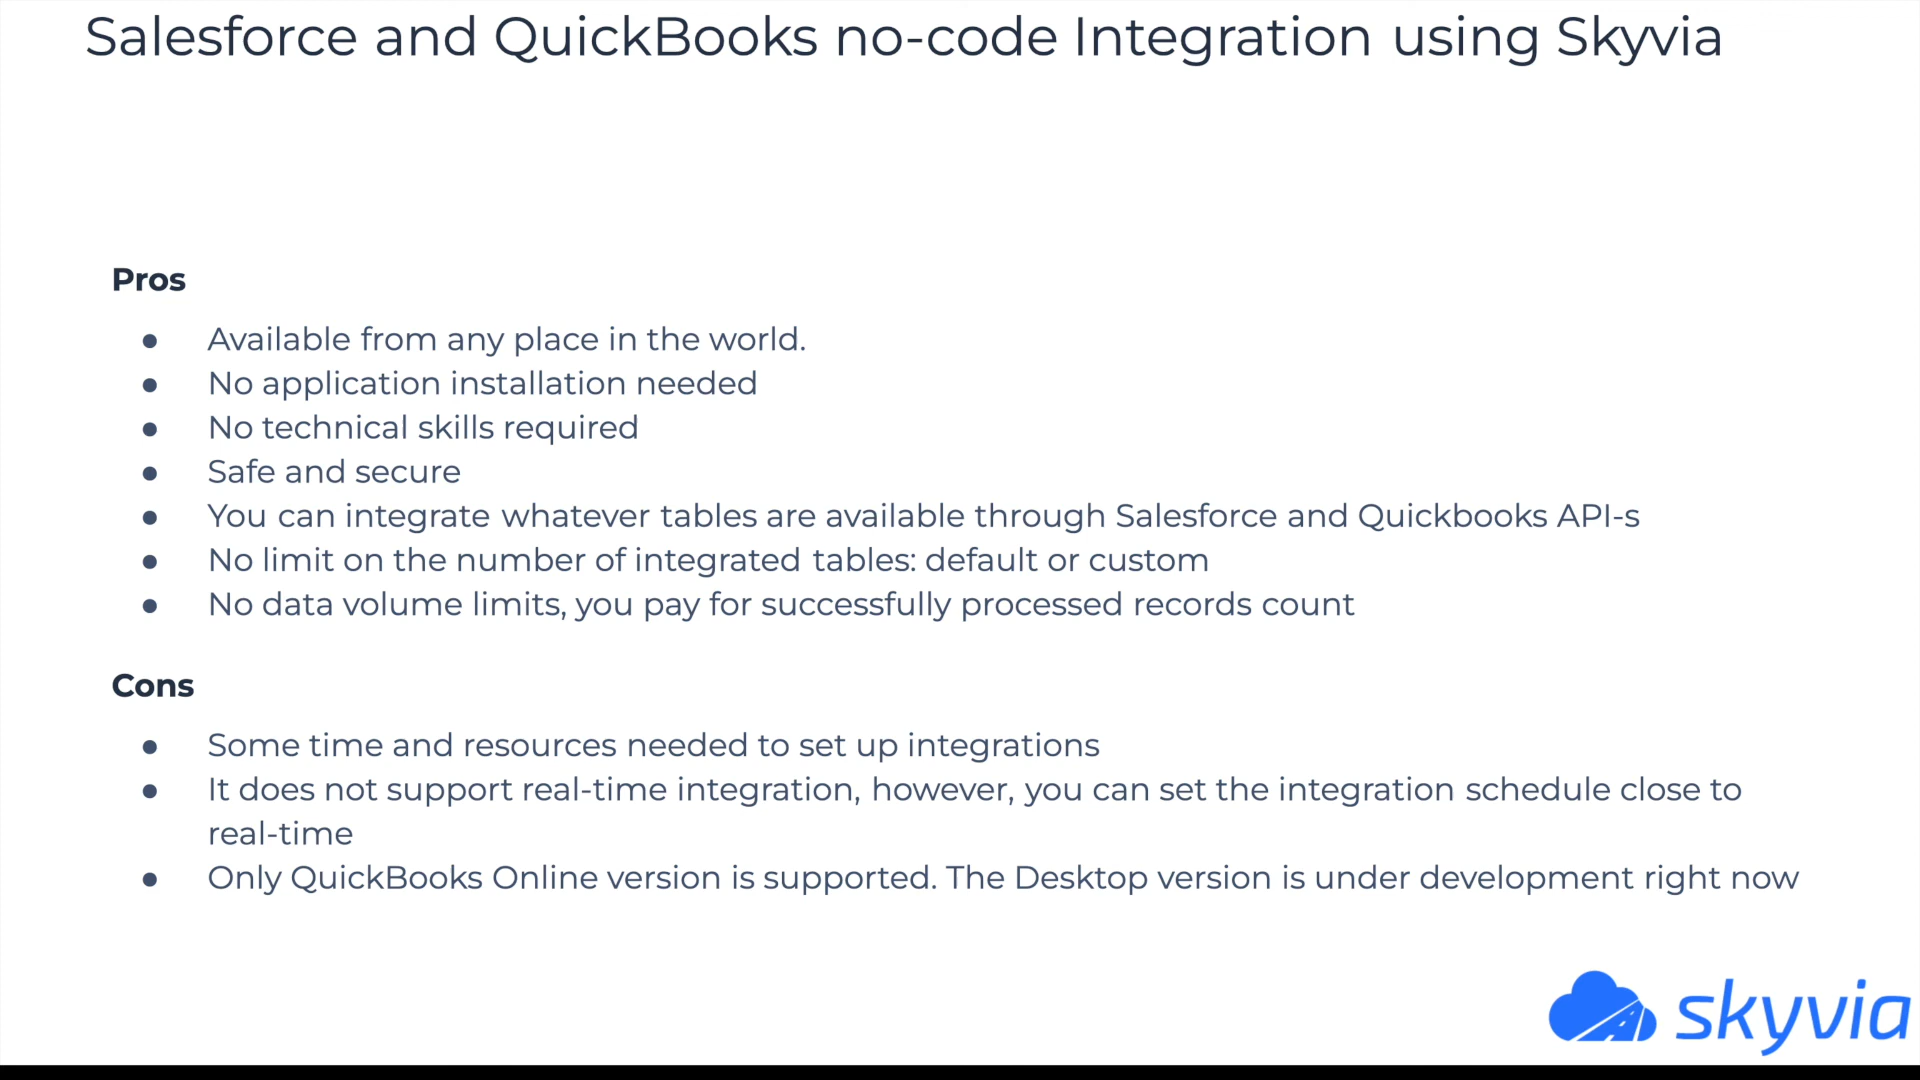 Salesforce and QuickBooks no-code Integration using Skyvia
Pros
● Available from any place in the world.
● No application installation needed
● No technical skills required
● Safe and secure
● You can integrate whatever tables are available through Salesforce and Quickbooks API-s
● No limit on the number of integrated tables: default or custom
● No data volume limits, you pay for successfully processed records count
Cons
● Some time and resources needed to set up integrations
● It does not support real-time integration, however, you can set the integration schedule close to
real-time
● Only QuickBooks Online version is supported. The Desktop version is under development right now
skyvia